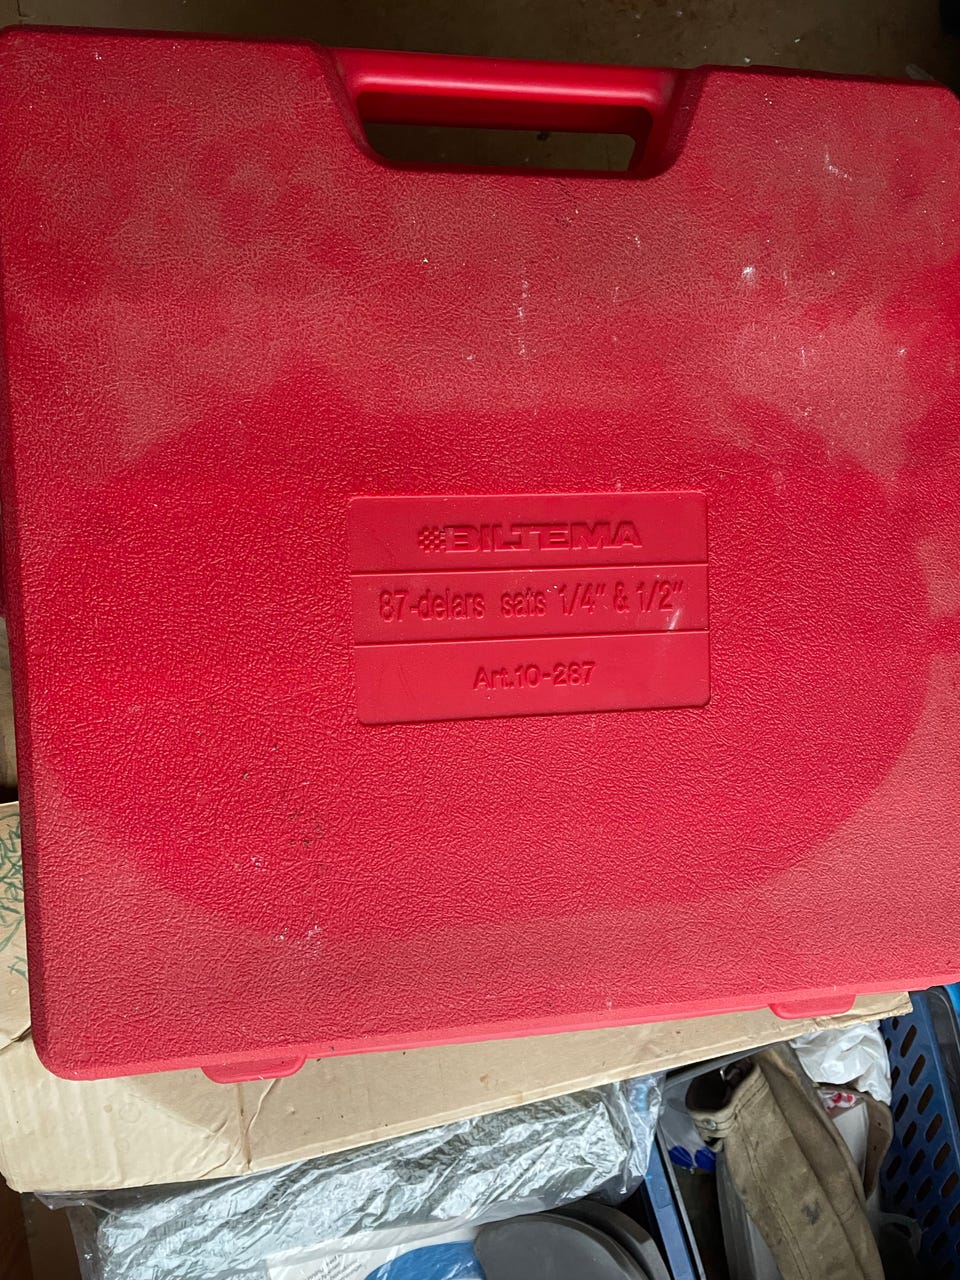 BILTEMA
87-delars sats 1/4" & 1/2"
Art.10-287